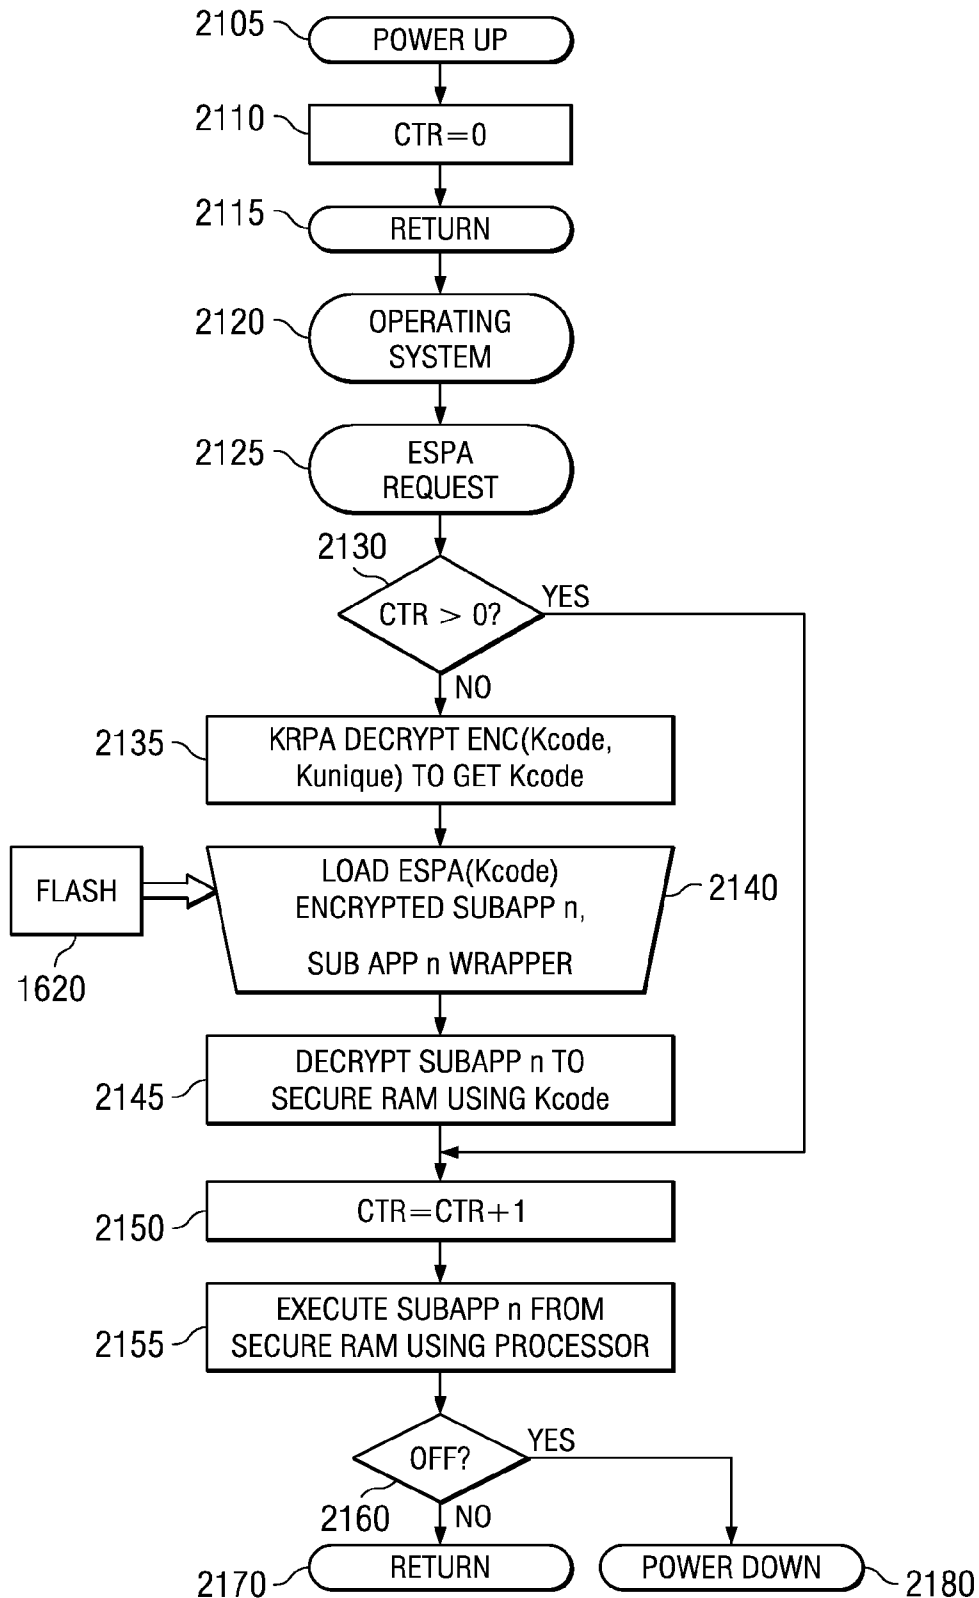 2105
POWER UP
2110
CTR=0
2115
RETURN
2120
OPERATING
SYSTEM
2125
ESPA
REQUEST
2130
CTR > 0?
YES
NO
2135
KRPA DECRYPT ENC(Kcode,
Kunique) TO GET Kcode
FLASH
1620
LOAD ESPA(Kcode)
ENCRYPTED SUBAPP n,
SUB APP n WRAPPER
2140
2145
DECRYPT SUBAPP n TO
SECURE RAM USING Kcode
2150
CTR=CTR+1
2155
EXECUTE SUBAPP n FROM
SECURE RAM USING PROCESSOR
OFF?
YES
2160
NO
2170
RETURN
POWER DOWN
2180